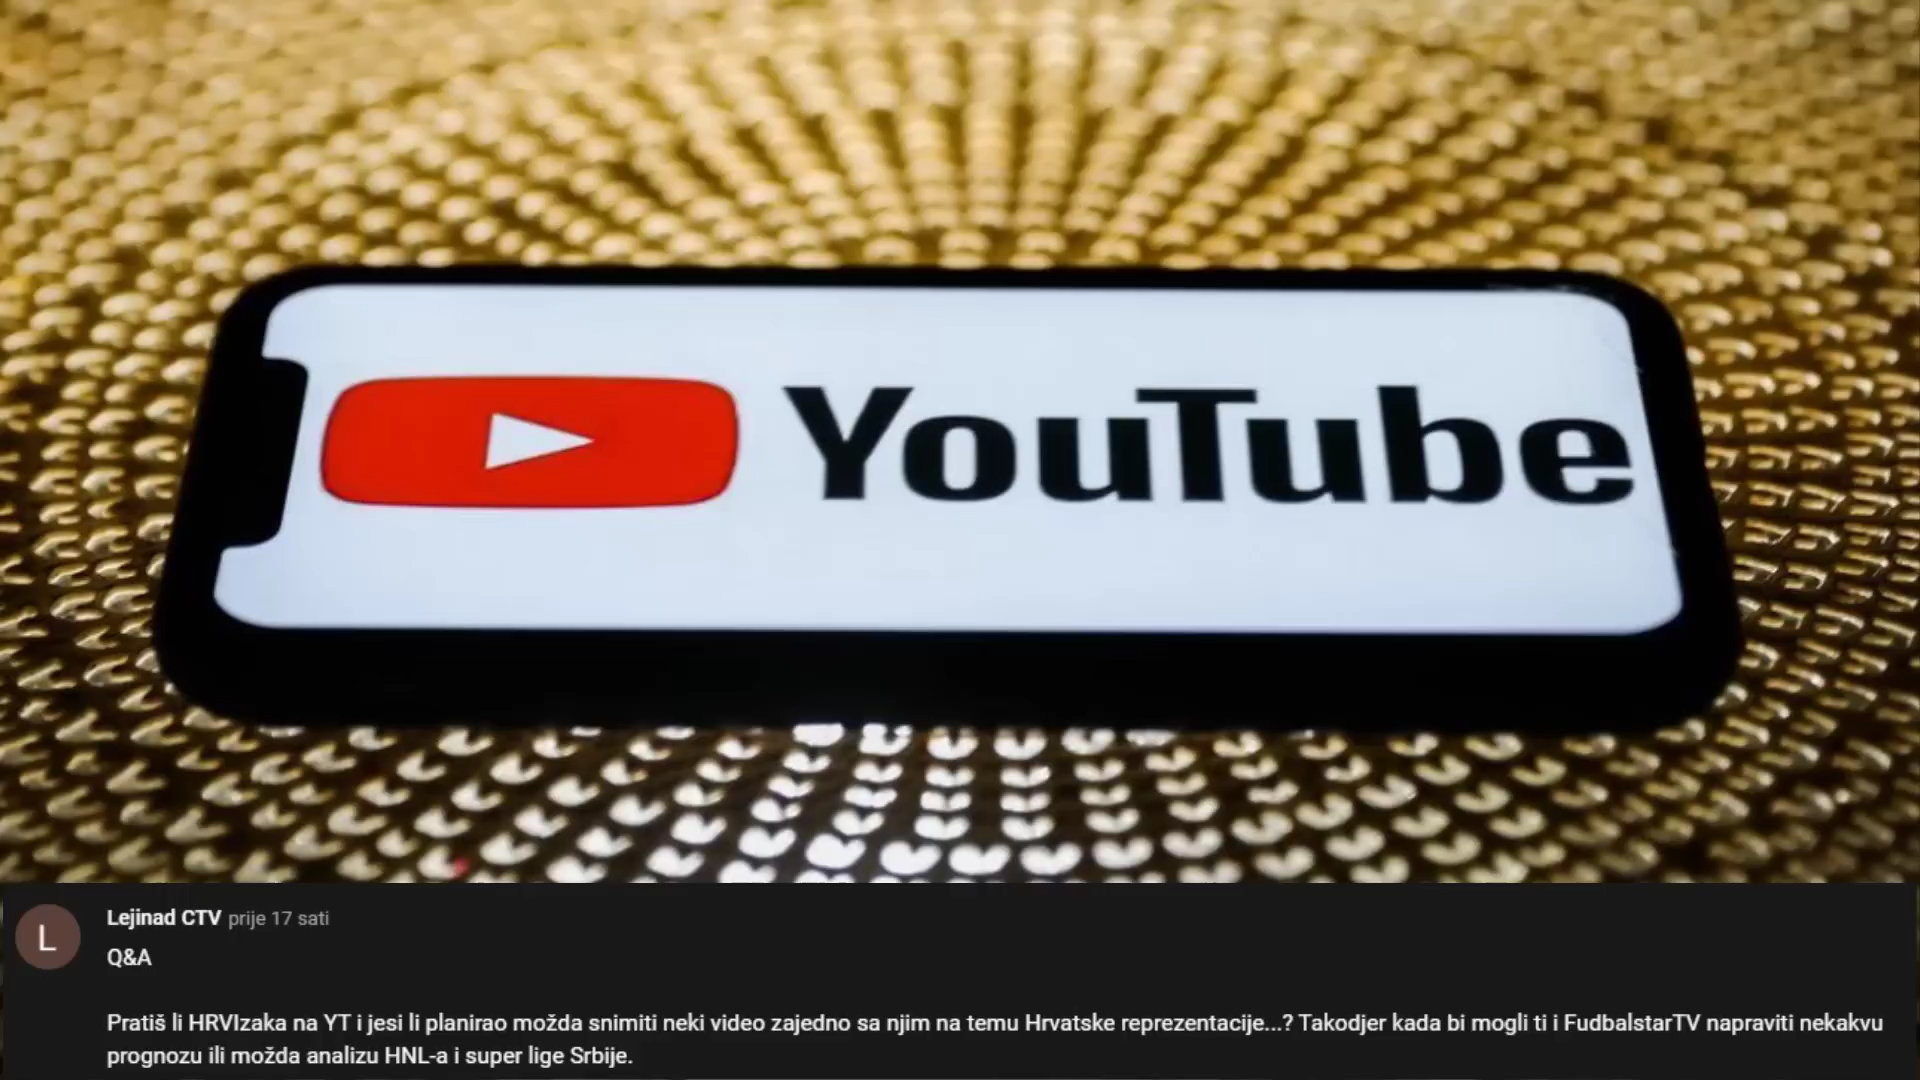 YouTube
L
Lejinad CTV prije 17 sati
Q&A
Pratiš li HRVIzaka na YT i jesi li planirao možda snimiti neki video zajedno sa njim na temu Hrvatske reprezentacije...? Takodjer kada bi mogli ti i FudbalstarTV napraviti nekakvu
prognozu ili možda analizu HNL-a i super lige Srbije.